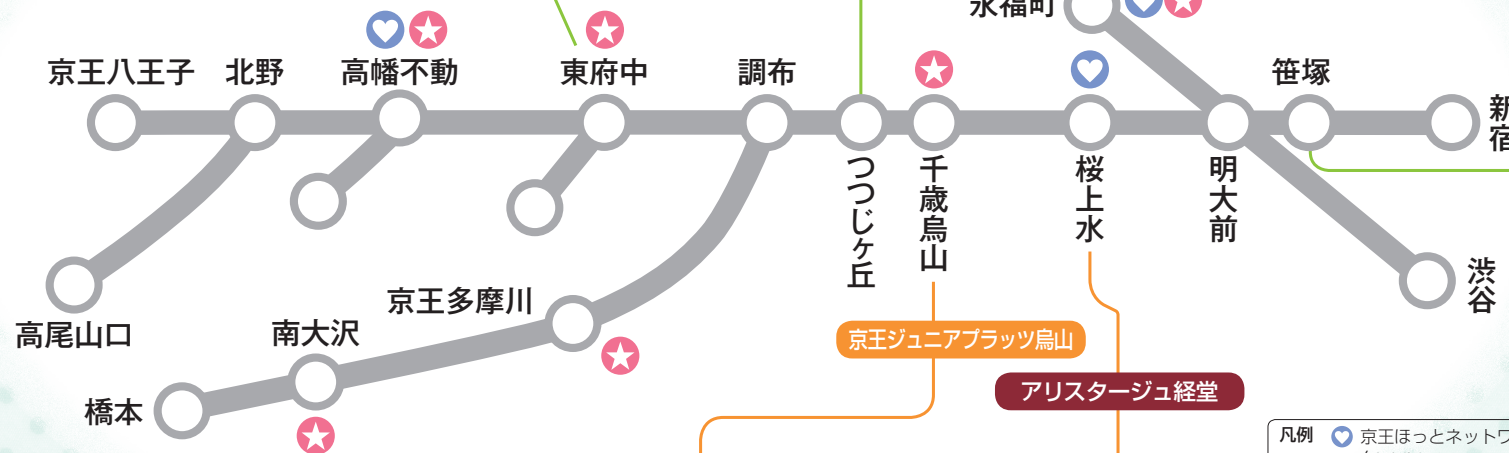 永福町
京王八王子
北野
高幡不動
東府中
調布
笹塚
新宿
つつじヶ丘
千歳烏山
桜上水
明大前
渋谷
高尾山口
南大沢
京王多摩川
橋本
京王ジュニアプラッツ烏山
アリスタージュ経堂
凡例
京王ほっとネットワ